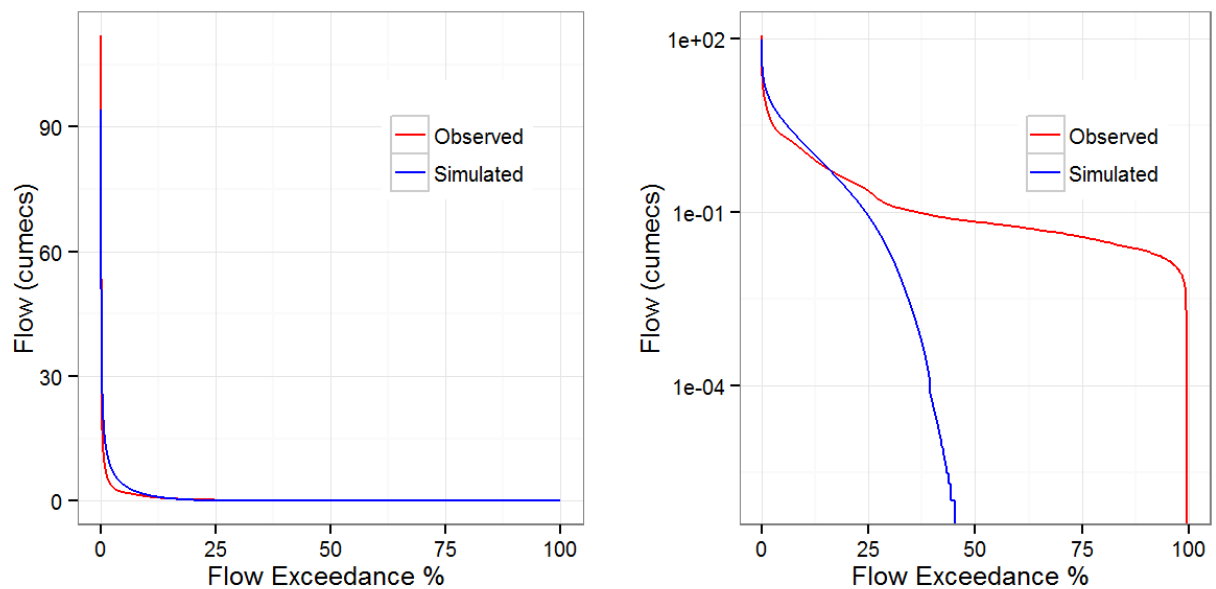 Flow (cumecs)
90
60
30
0
Observed
Simulated
0
25
50
75
100
Flow Exceedance %
Flow (cumecs)
1e+02
1e-01
1e-04
Observed
Simulated
0
25
50
75
100
Flow Exceedance %